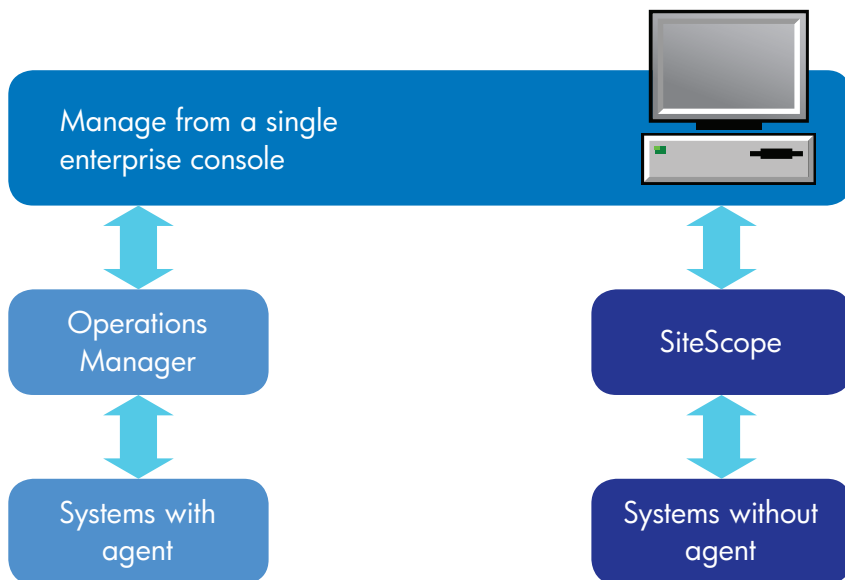 Manage from a single
enterprise console
Operations
Manager
SiteScope
Systems with
agent
Systems without
agent